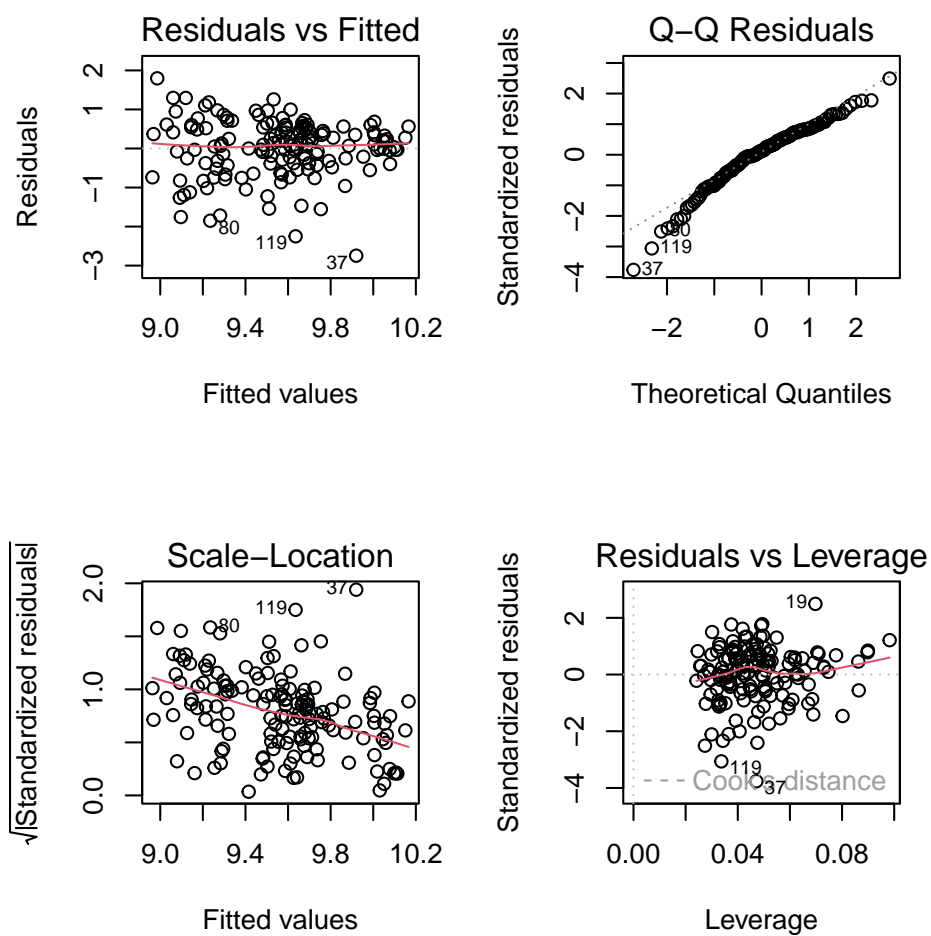 Residuals vs Fitted
Residuals
2
1
−1
−3
80
119
37
9.0 9.4 9.8 10.2
Fitted values
Q−Q Residuals
Standardized residuals
2
0
−2
−4
80
119
37
−2 0 1 2
Theoretical Quantiles
Scale−Location
√|Standardized residuals|
2.0
1.0
0.0
37
119
80
9.0 9.4 9.8 10.2
Fitted values
Residuals vs Leverage
Standardized residuals
2
0
−2
−4
19
119
37
Cook's distance
0.00 0.04 0.08
Leverage